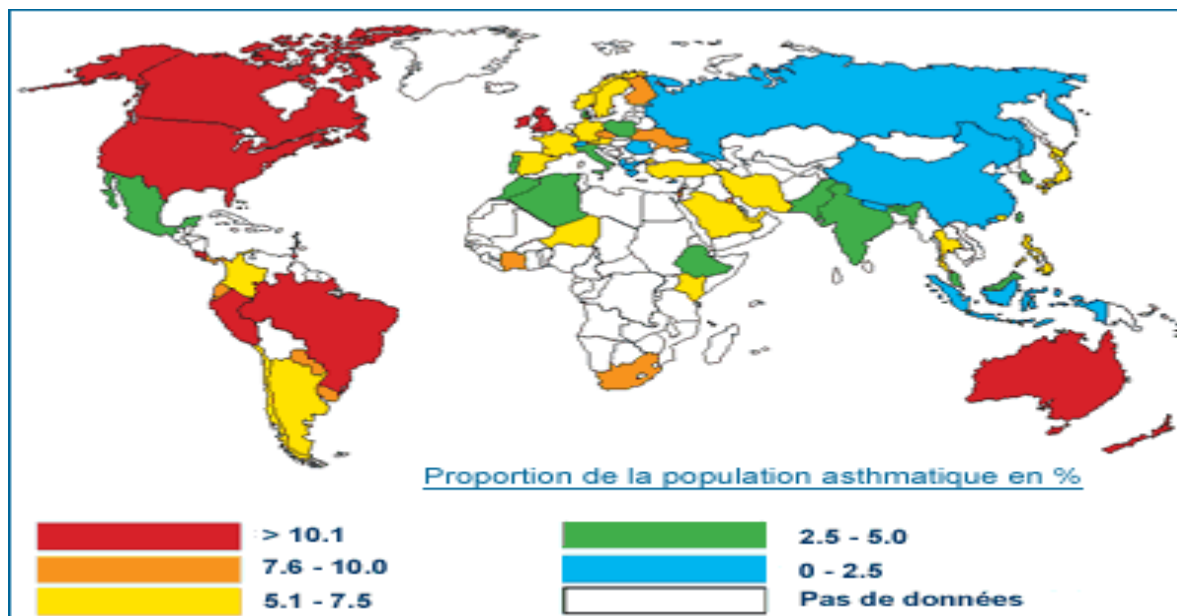 Proportion de la population asthmatique en %
> 10.1
7.6 - 10.0
5.1 - 7.5
2.5 - 5.0
0 - 2.5
Pas de données